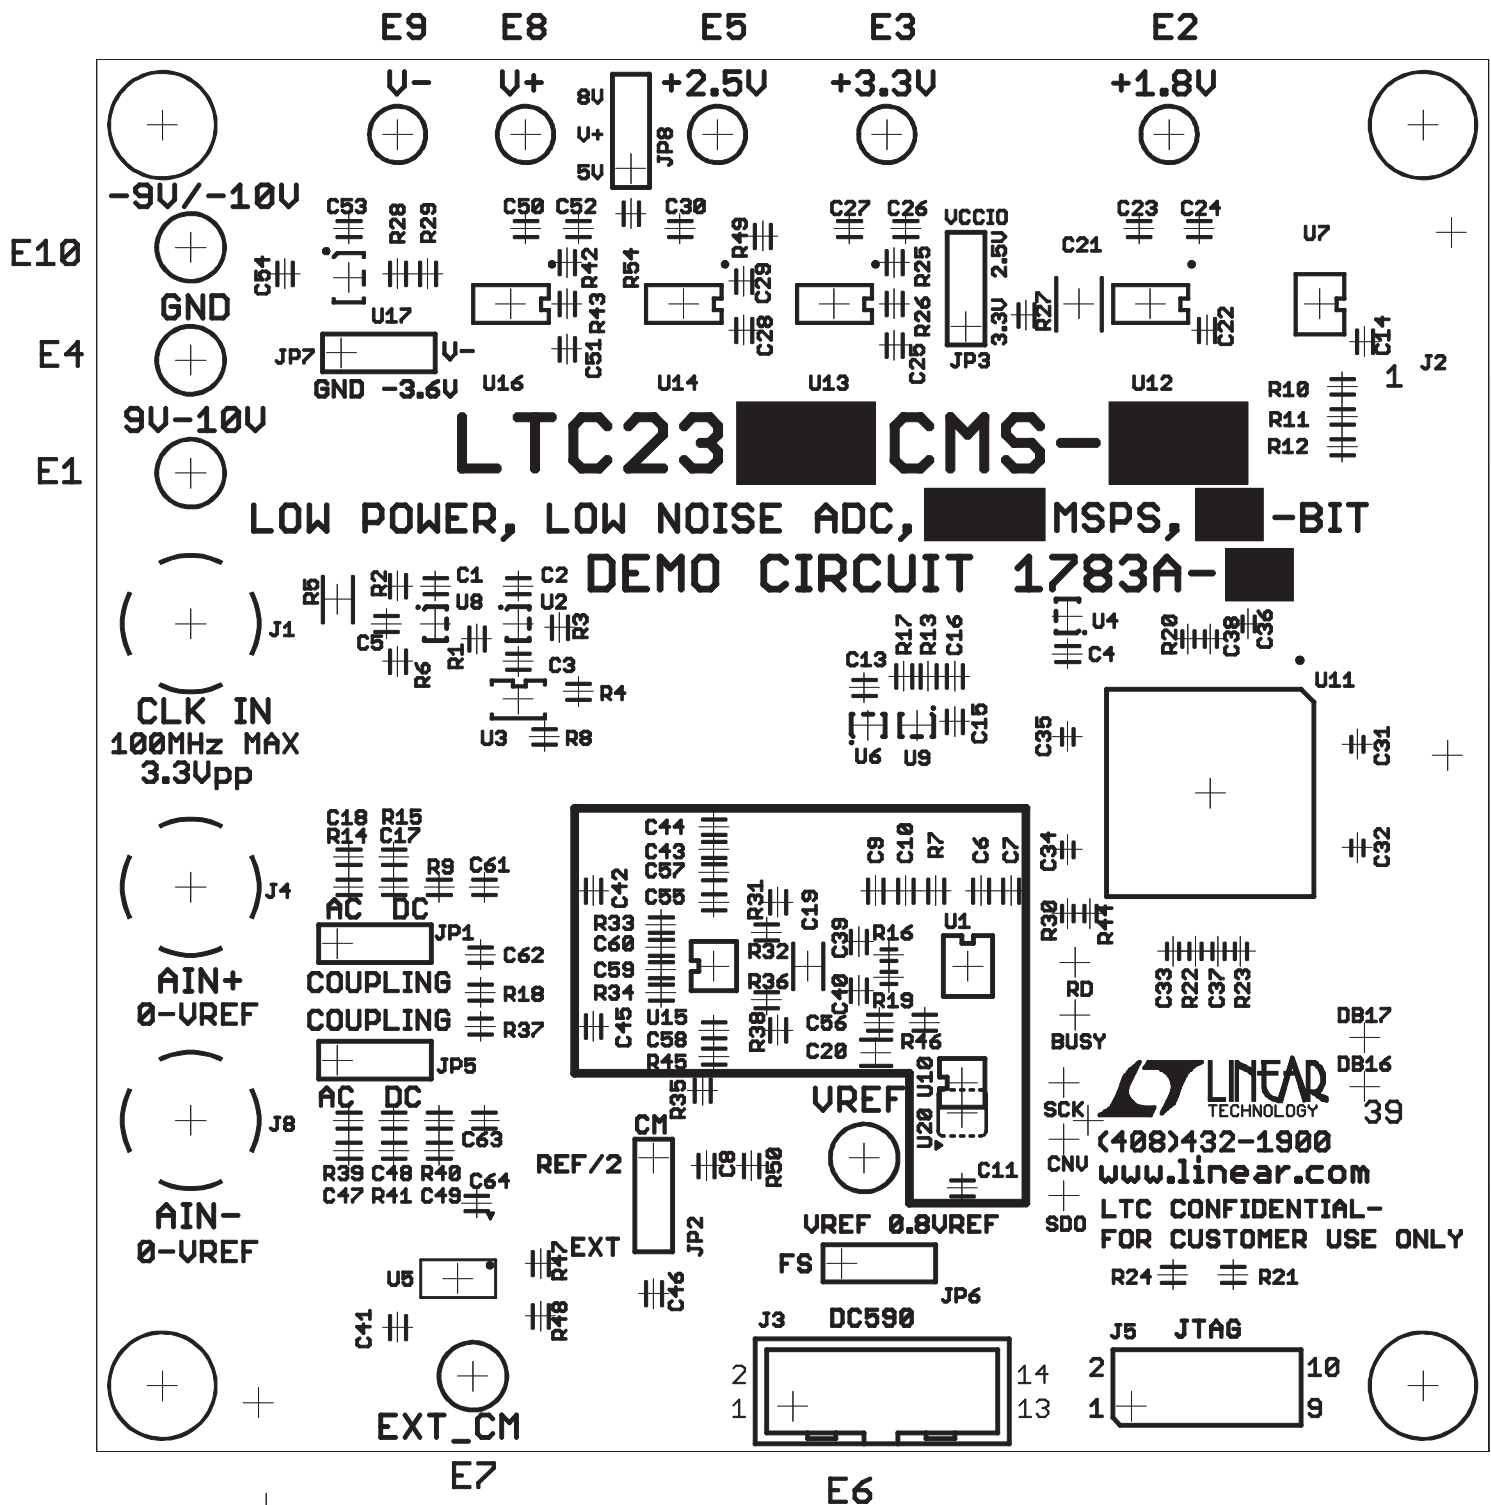 E9 E8 E5 E3 E2
V- V+ +2.5V +3.3V +1.8V
8V
V+
5V
JP8
-9V/-10V
E10
GND
E4
9V-10V
E1
C53 R28 R29 C50 C52 C30 R49 C27 C26 VCCIO C23 C24
C54 R42 R54 C29 R25 2.5V C21 U7
U17 R43 C28 R26 3.3V R27 C22 C14
JP7 V- C51 C25 JP3 J2
GND -3.6V U16 U14 U13 U12 1
R10
R11
R12
LTC23 CMS-
LOW POWER, LOW NOISE ADC, MSPS, -BIT
DEMO CIRCUIT 1783A-
R5 R2 C1 C2
U8 U2 U4
J1 C5 R1 R3 R17 R13 C16 R20 C38 C36
R6 C3 C13 C4
R4 U11
CLK IN
100MHz MAX
3.3Vpp
U3 R8 U6 U9 C15 C35 C31
C18 R15
R14 C17
R9 C61
J4
AC DC
JP1
AIN+
0-VREF
COUPLING
COUPLING
C62
R18
R37
JP5
AC DC
C44
C43
C57
C55
C42
R33
C60
C59
R34
U15
C58
R45
C45
R31 C19 C39 R16
R32
R36
C40
R19
R38 C56
C20 R46
C9 C10 R7 C6 C7
U1
C34 C32
R30 R44
C33 R22 C37 R23
RD
BUSY
DB17
DB16
R35
VREF
U10
U20
SCK
LINEAR
TECHNOLOGY
39
J8
C63
R39 C48 R40
C47 R41 C49
C64
AIN-
0-VREF
CM
REF/2
EXT
JP2
C8 R50
C11
CNV
SDO
(408)432-1900
www.linear.com
LTC CONFIDENTIAL-
FOR CUSTOMER USE ONLY
VREF 0.8VREF
FS
JP6
R24 R21
U5 R47
C46
C41 R48
J3 DC590 J5 JTAG
2 14 2 10
1 13 1 9
EXT_CM
E7 E6